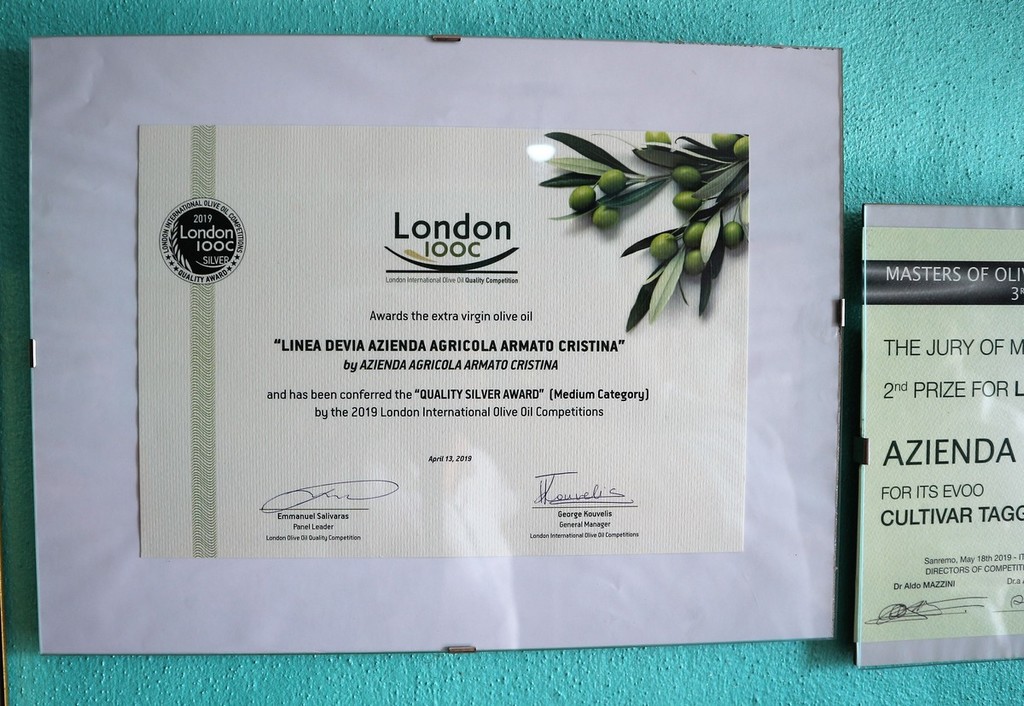 LONDON INTERNATIONAL OLIVE OIL COMPETITIONS
2019
London
IOOC
SILVER
QUALITY AWARD
London
IOOC
London International Olive Oil Quality Competition
Awards the extra virgin olive oil
“LINEA DEVIA AZIENDA AGRICOLA ARMATO CRISTINA”
by AZIENDA AGRICOLA ARMATO CRISTINA
and has been conferred the “QUALITY SILVER AWARD” (Medium Category)
by the 2019 London International Olive Oil Competitions
April 13, 2019
Emmanuel Salivaras
Panel Leader
London Olive Oil Quality Competition
Kouvelis
George Kouvelis
General Manager
London International Olive Oil Competitions
MASTERS OF OLI
3R
THE JURY OF M
2nd PRIZE FOR L
AZIENDA
FOR ITS EVOO
CULTIVAR TAGG
Sanremo, May 18th 2019 - IT
DIRECTORS OF COMPETITI
Dr Aldo MAZZINI
Dr.a